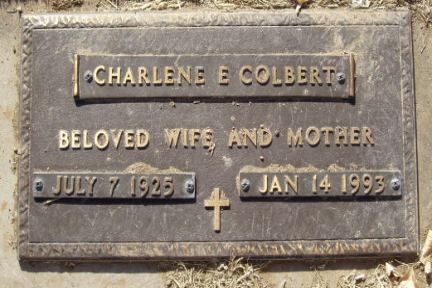 CHARLENE E COLBERT
BELOVED WIFE AND MOTHER
JULY 7 1925 JAN 14 1993